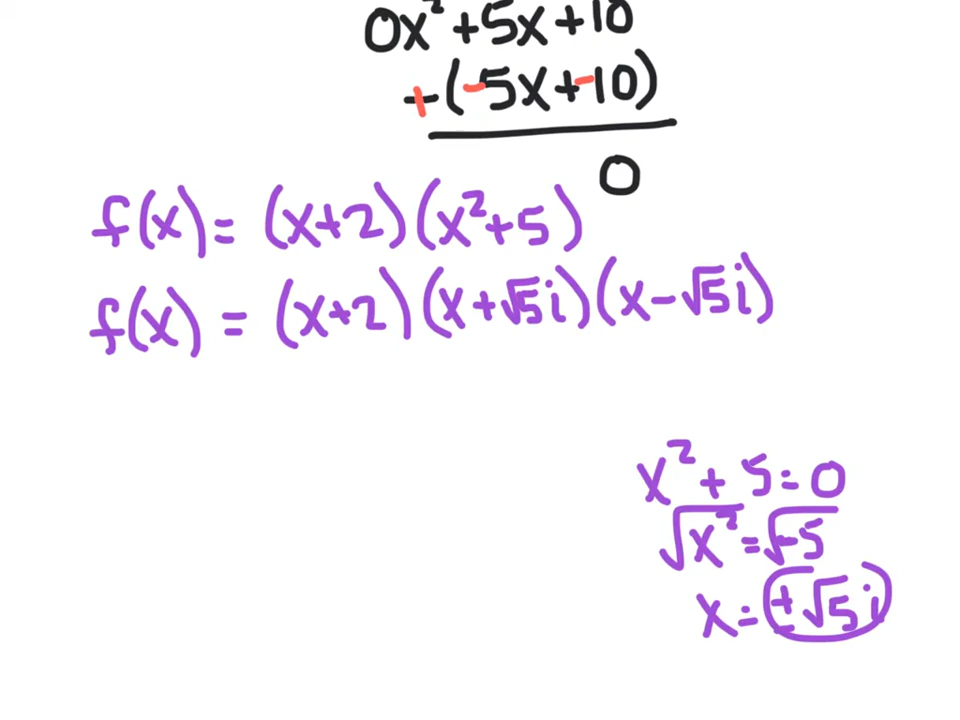 0x² + 5x + 10
+ (-5x + -10)
0
f(x) = (x+2)(x²+5)
f(x) = (x+2)(x+√5i)(x-√5i)
x² + 5 = 0
√x² = √-5
x = ±√5i